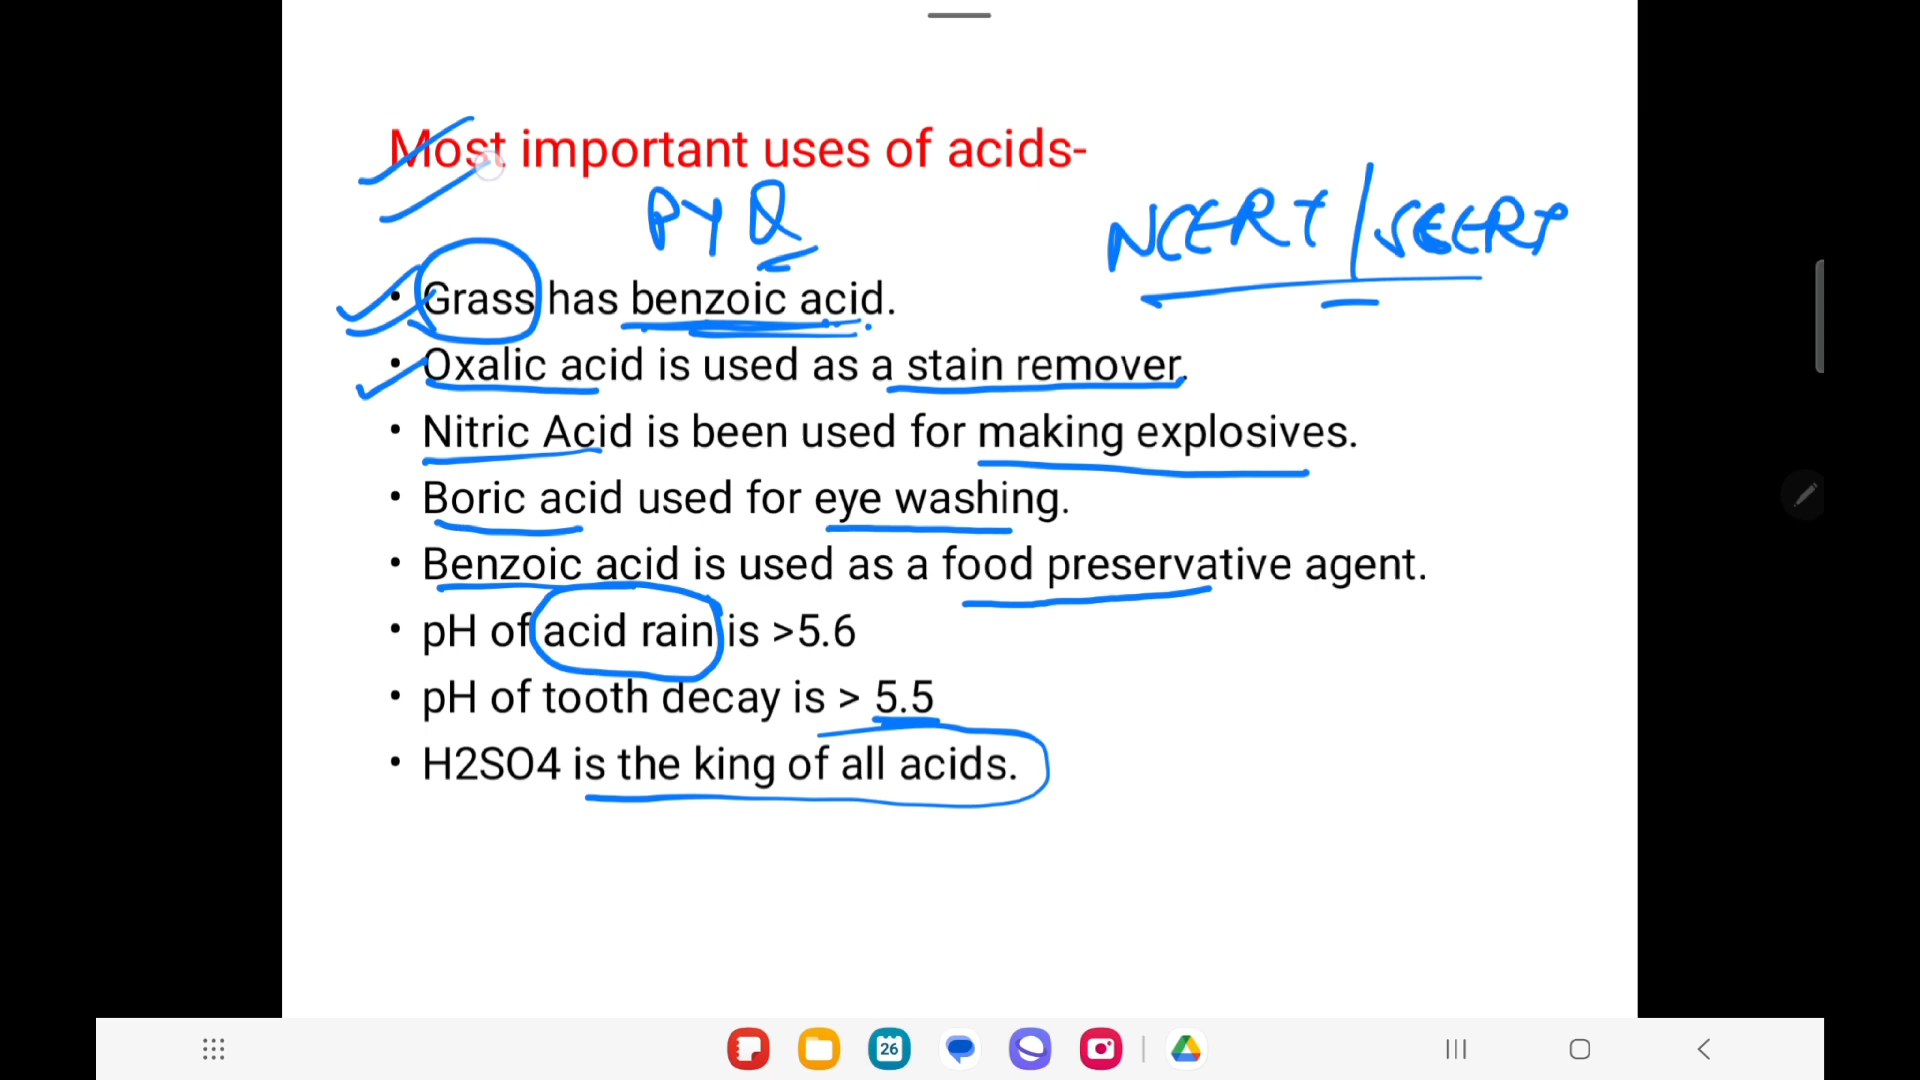 Most important uses of acids-
PYQ
NCERT/SCERT
• Grass has benzoic acid.
• Oxalic acid is used as a stain remover.
• Nitric Acid is been used for making explosives.
• Boric acid used for eye washing.
• Benzoic acid is used as a food preservative agent.
• pH of acid rain is >5.6
• pH of tooth decay is > 5.5
• H2SO4 is the king of all acids.
26